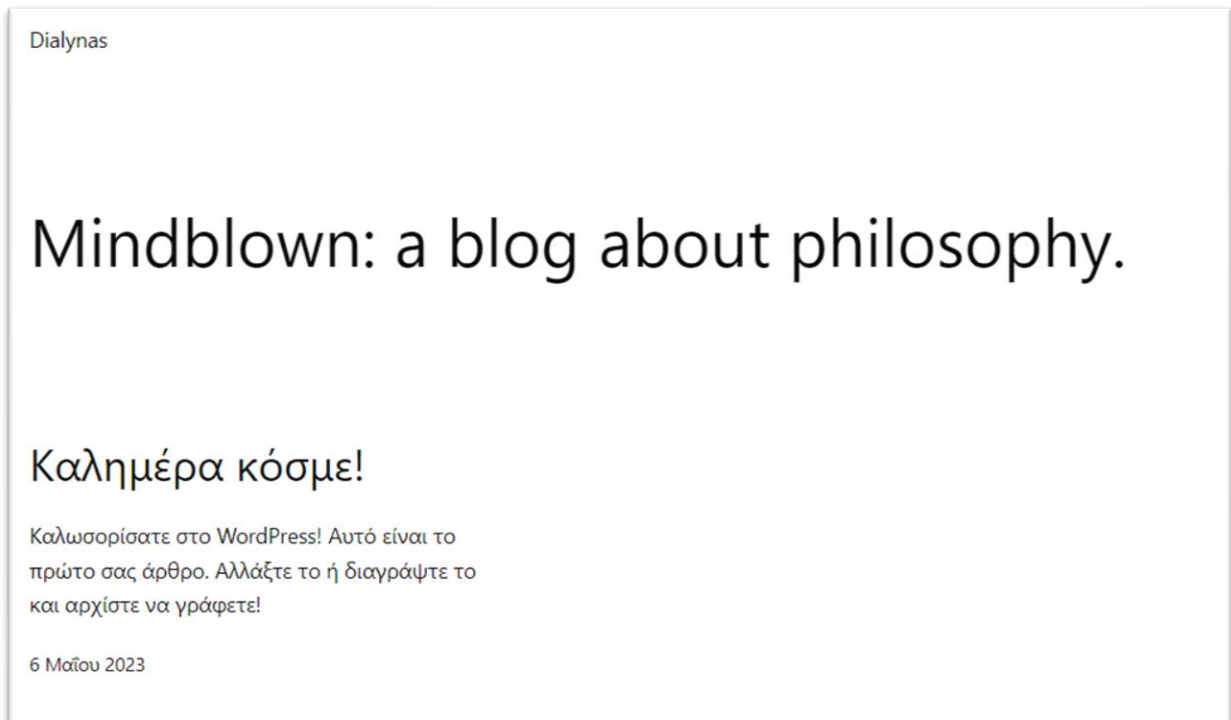 Dialynas
Mindblown: a blog about philosophy.
Καλημέρα κόσμε!
Καλωσορίσατε στο WordPress! Αυτό είναι το
πρώτο σας άρθρο. Αλλάξτε το ή διαγράψτε το
και αρχίστε να γράφετε!
6 Μαΐου 2023